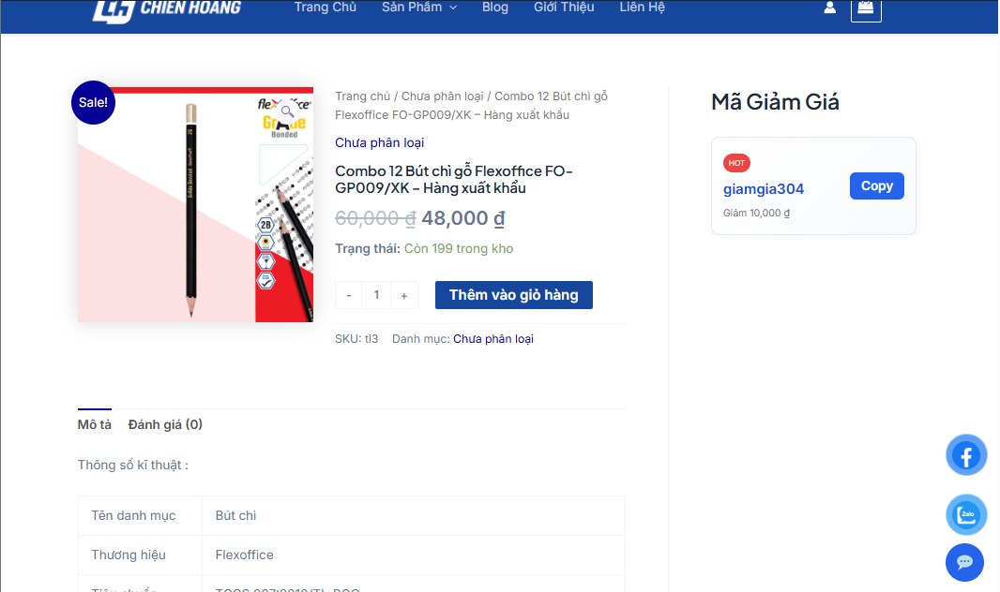 CHIEN HOANG
Trang Chủ
Sản Phẩm
Blog
Giới Thiệu
Liên Hệ
Sale!
Grade
Bonded
2B
Trang chủ / Chưa phân loại / Combo 12 Bút chì gỗ
Flexoffice FO-GP009/XK – Hàng xuất khẩu
Chưa phân loại
Combo 12 Bút chì gỗ Flexoffice FO-
GP009/XK – Hàng xuất khẩu
60,000 ₫ 48,000 ₫
Trạng thái: Còn 199 trong kho
- 1 +
Thêm vào giỏ hàng
SKU: tl3 Danh mục: Chưa phân loại
Mã Giảm Giá
HOT
giamgia304
Copy
Giảm 10,000 ₫
Mô tả
Đánh giá (0)
Thông số kĩ thuật :
Tên danh mục Bút chì
Thương hiệu Flexoffice
Zalo